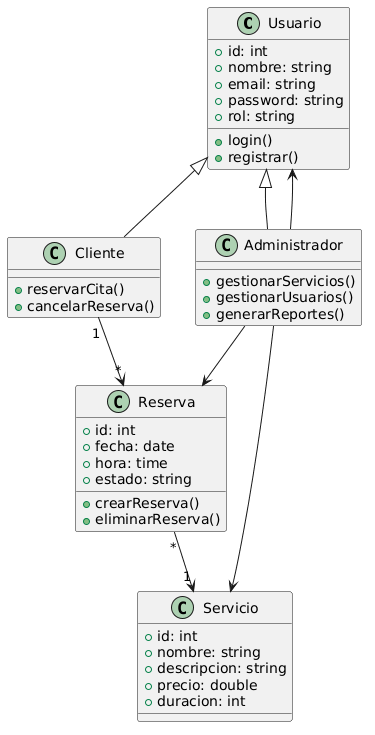 C Usuario
id: int
nombre: string
email: string
password: string
rol: string
login()
registrar()
C Cliente
reservarCita()
cancelarReserva()
C Administrador
gestionarServicios()
gestionarUsuarios()
generarReportes()
1
*
C Reserva
id: int
fecha: date
hora: time
estado: string
crearReserva()
eliminarReserva()
*
1
C Servicio
id: int
nombre: string
descripcion: string
precio: double
duracion: int